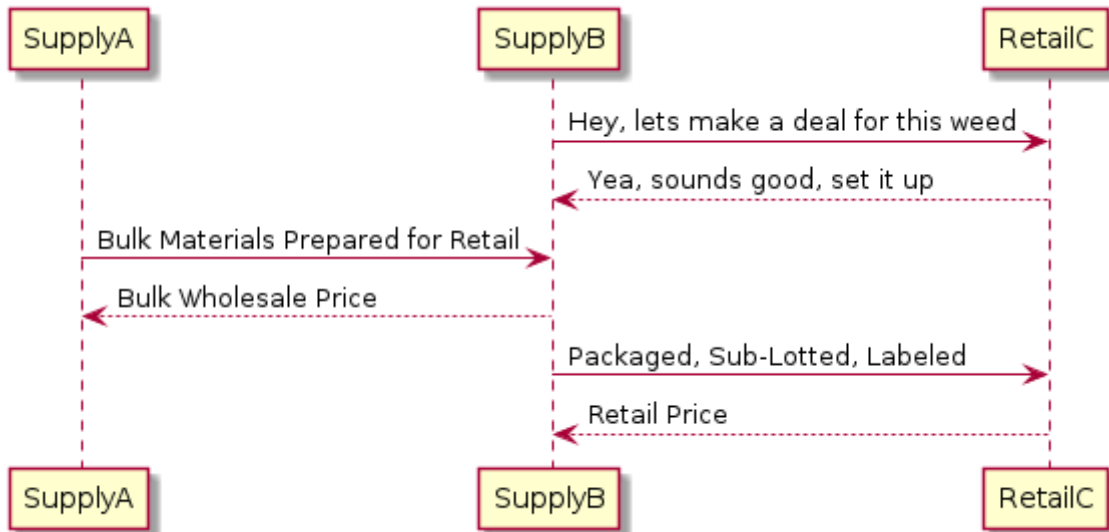 SupplyA
SupplyB
RetailC
Hey, lets make a deal for this weed
Yea, sounds good, set it up
Bulk Materials Prepared for Retail
Bulk Wholesale Price
Packaged, Sub-Lotted, Labeled
Retail Price
SupplyA
SupplyB
RetailC